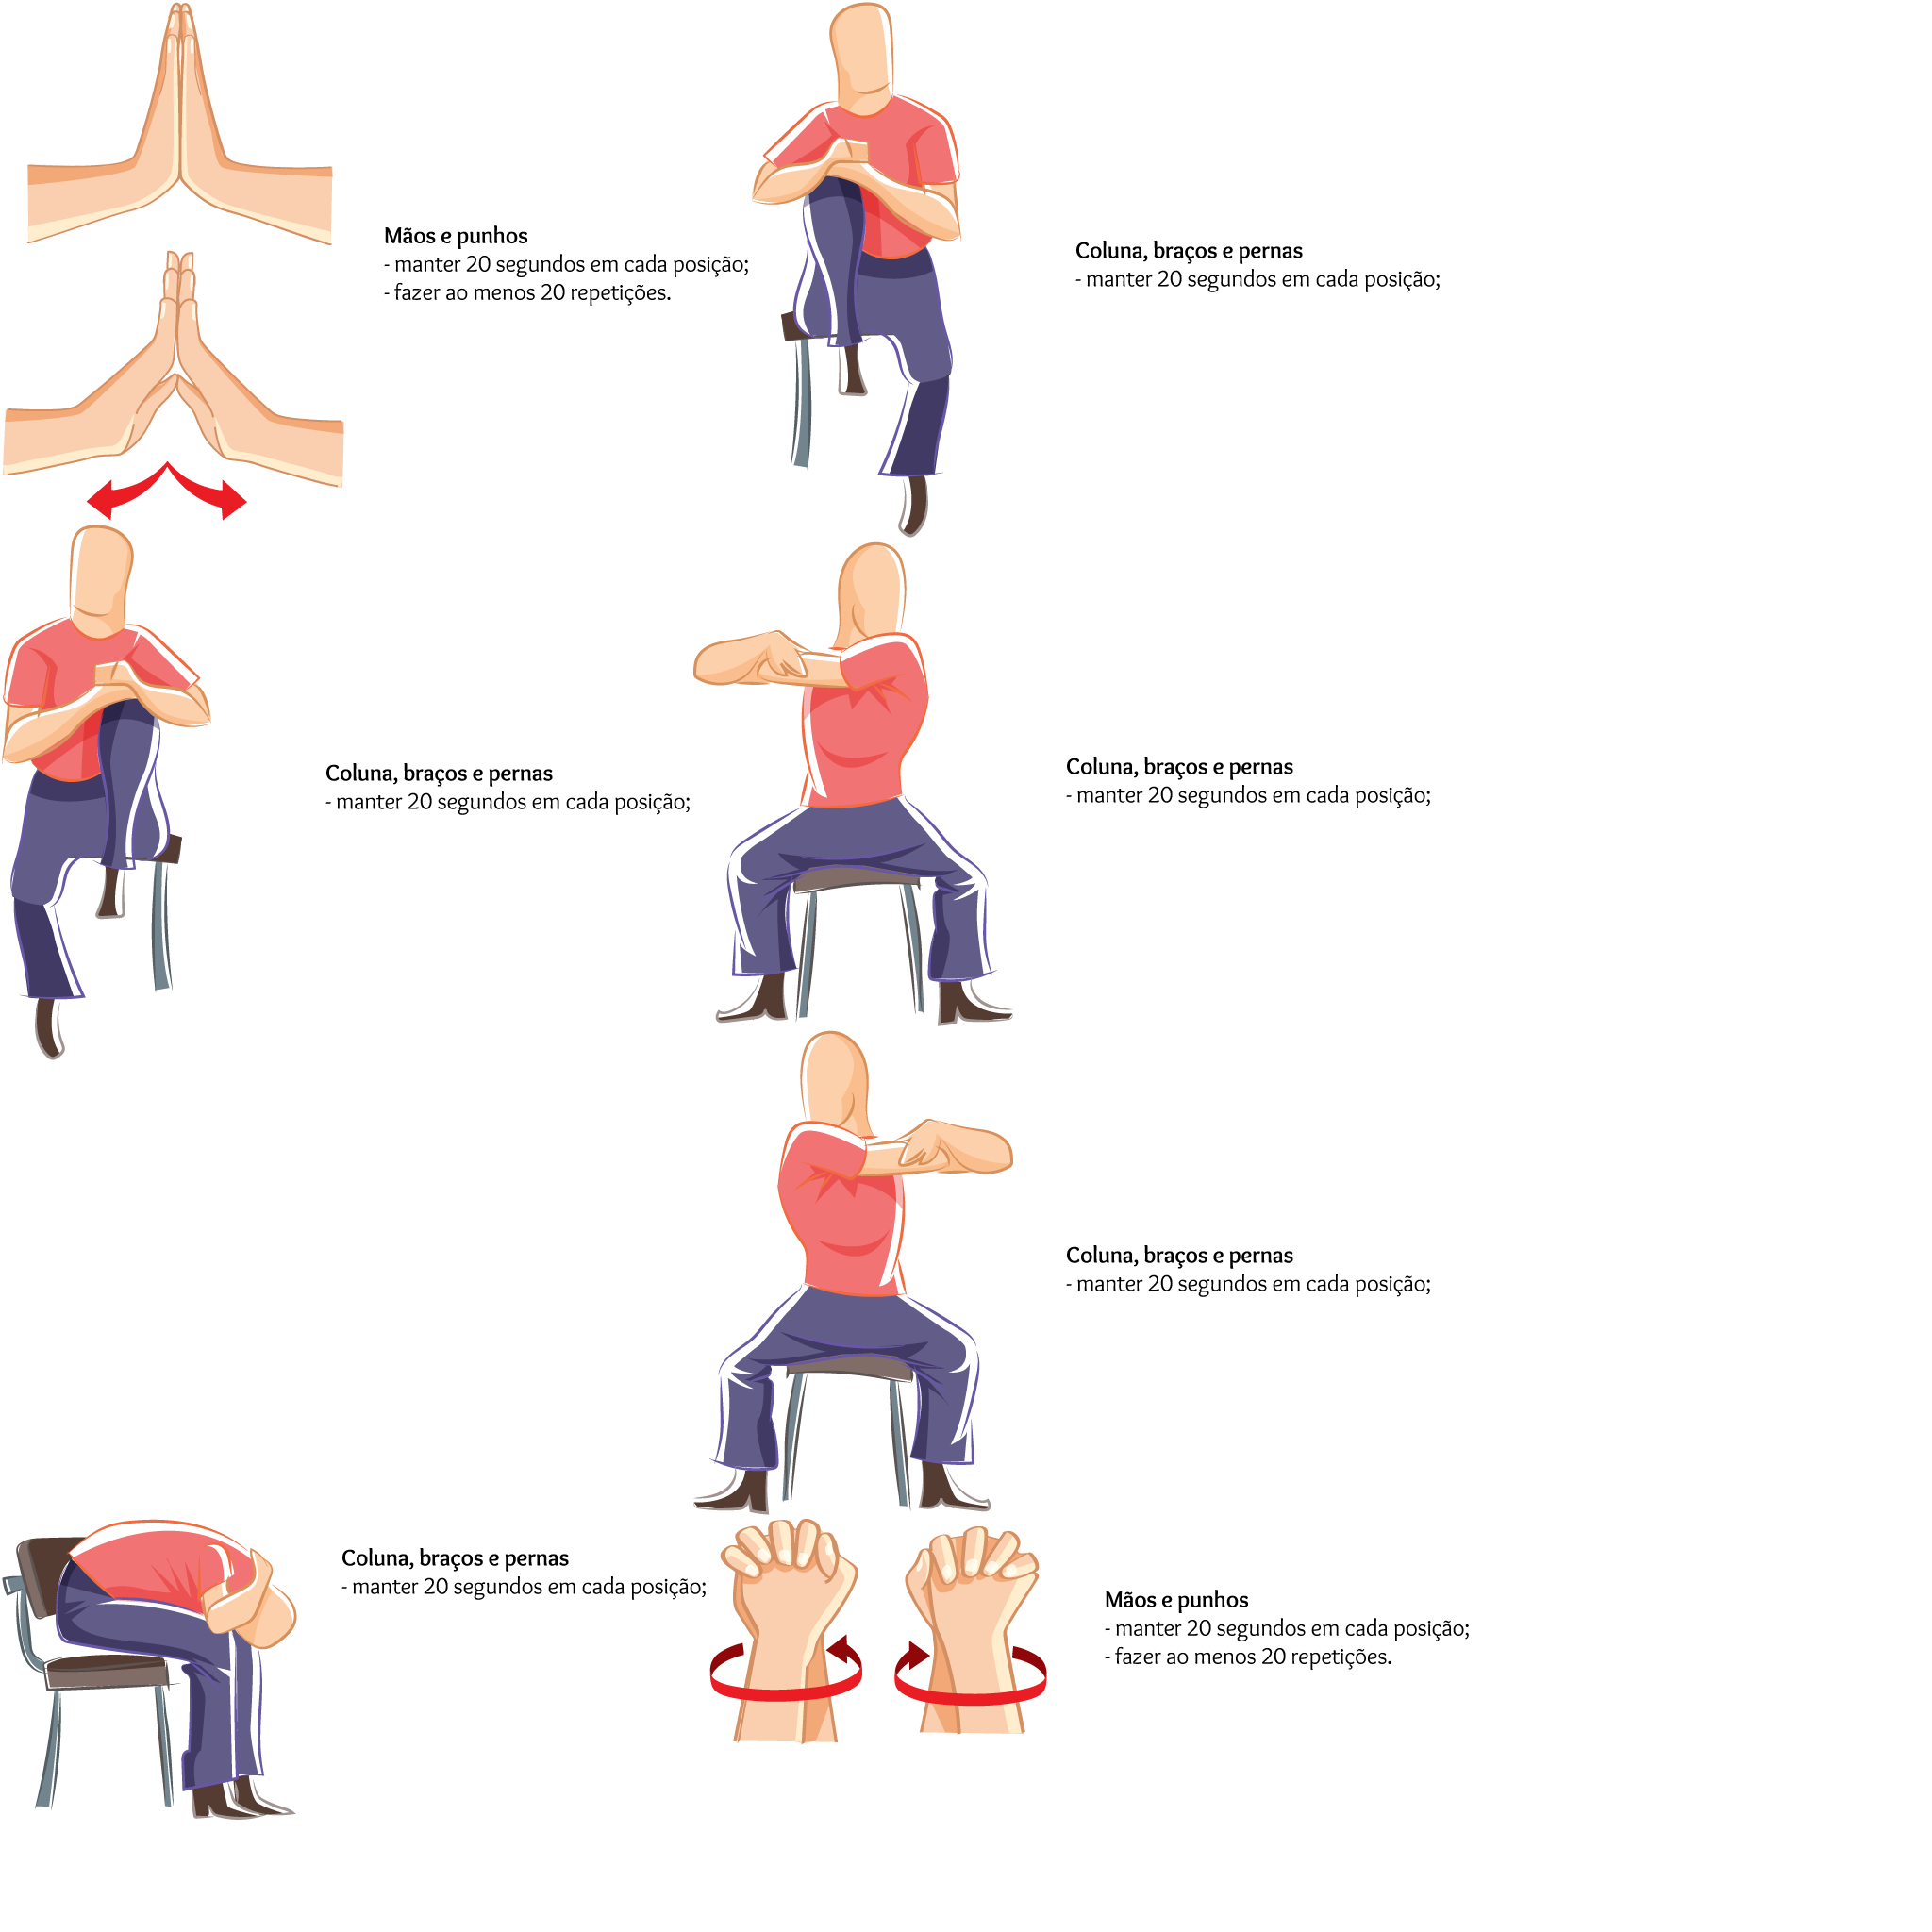 Mãos e punhos
- manter 20 segundos em cada posição;
- fazer ao menos 20 repetições.
Coluna, braços e pernas
- manter 20 segundos em cada posição;
Coluna, braços e pernas
- manter 20 segundos em cada posição;
Coluna, braços e pernas
- manter 20 segundos em cada posição;
Coluna, braços e pernas
- manter 20 segundos em cada posição;
Coluna, braços e pernas
- manter 20 segundos em cada posição;
Mãos e punhos
- manter 20 segundos em cada posição;
- fazer ao menos 20 repetições.